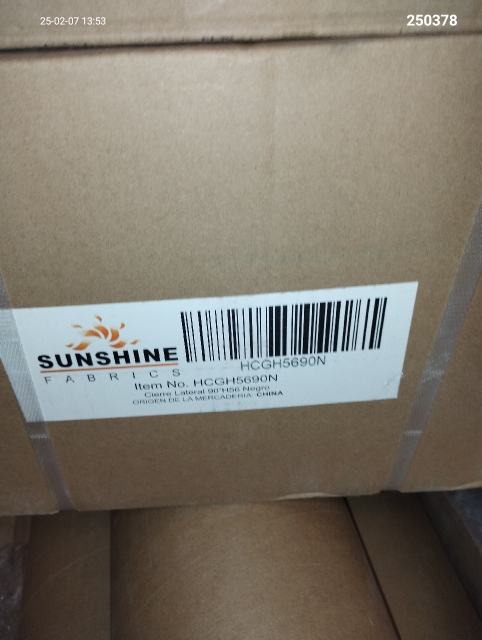 25-02-07 13:53
250378
SUNSHINE
FABRICS
HCGH5690N
Item No. HCGH5690N
Cierre Lateral 90"H56 Negro
ORIGEN DE LA MERCADERIA: CHINA